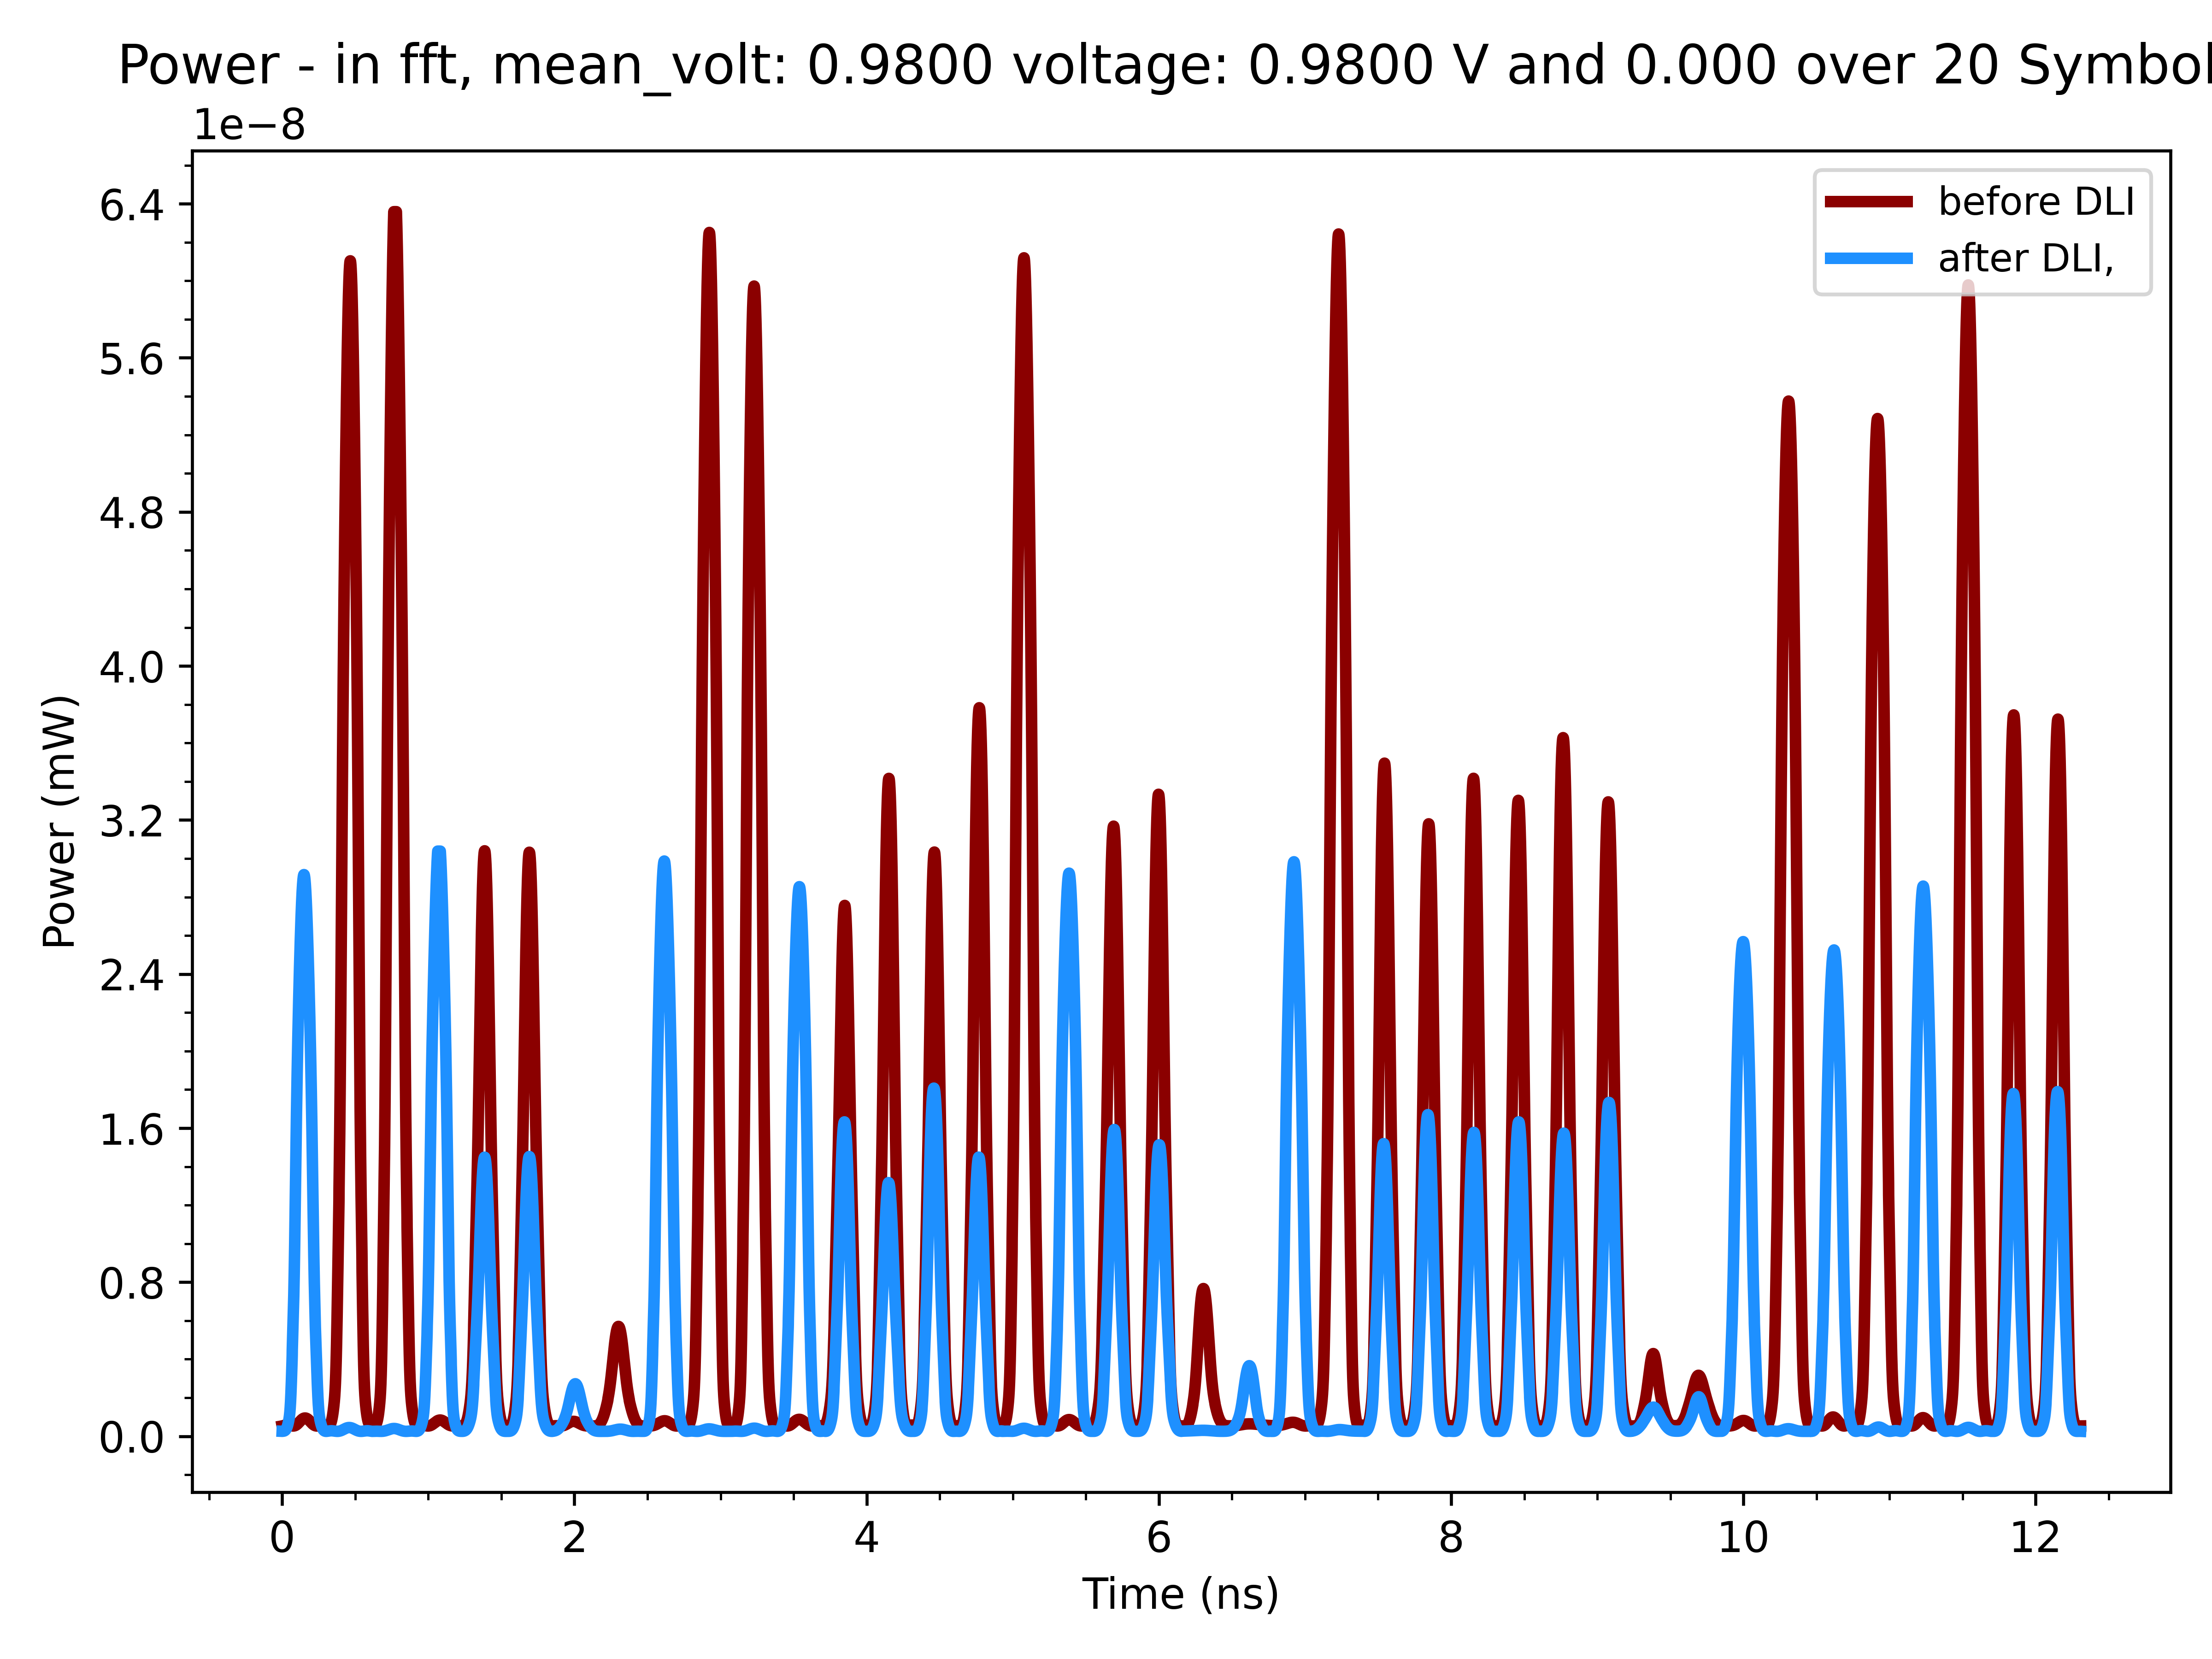 Power - in fft, mean_volt: 0.9800 voltage: 0.9800 V and 0.000 over 20 Symbol
1e−8
6.4
5.6
4.8
4.0
3.2
2.4
1.6
0.8
0.0
Power (mW)
before DLI
after DLI,
0 2 4 6 8 10 12
Time (ns)